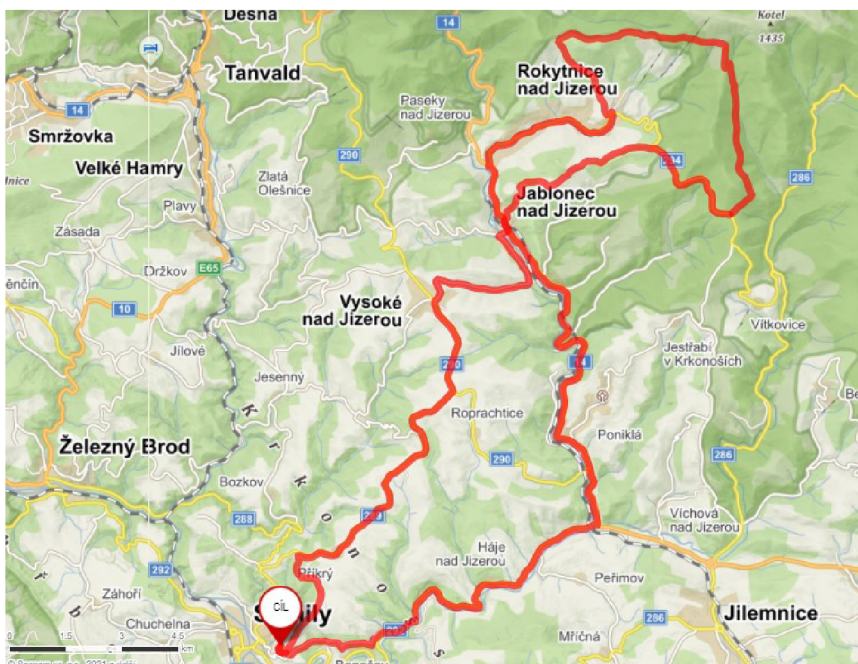 Desná
Kotel
1435
14
Tanvald
Rokytnice
nad Jizerou
Paseky
nad Jizerou
14
Smržovka
290
Velké Hamry
Zlatá
Olešnice
294
286
Jablonec
nad Jizerou
Plavy
Zásada
Držkov
E65
10
Vysoké
nad Jizerou
Vítkovice
Jílové
Jestřabí
v Krkonoších
Jesenný
Roprachtice
Železný Brod
Poniklá
290
286
Bozkov
288
Víchová
nad Jizerou
Háje
nad Jizerou
292
Příkrý
Peřimov
Záhoří
CÍL
Semily
Chuchelna
286
Jilemnice
Mříčná
Benešov
0 1.5 3 4.5 km